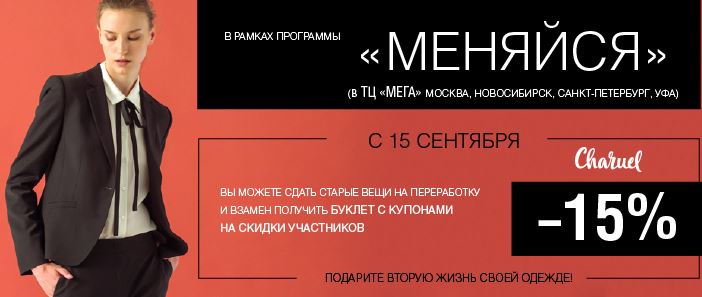 В РАМКАХ ПРОГРАММЫ
«МЕНЯЙСЯ»
(В ТЦ «МЕГА» МОСКВА, НОВОСИБИРСК, САНКТ-ПЕТЕРБУРГ, УФА)
С 15 СЕНТЯБРЯ
Charuel
ВЫ МОЖЕТЕ СДАТЬ СТАРЫЕ ВЕЩИ НА ПЕРЕРАБОТКУ
И ВЗАМЕН ПОЛУЧИТЬ БУКЛЕТ С КУПОНАМИ
НА СКИДКИ УЧАСТНИКОВ
–15%
ПОДАРИТЕ ВТОРУЮ ЖИЗНЬ СВОЕЙ ОДЕЖДЕ!